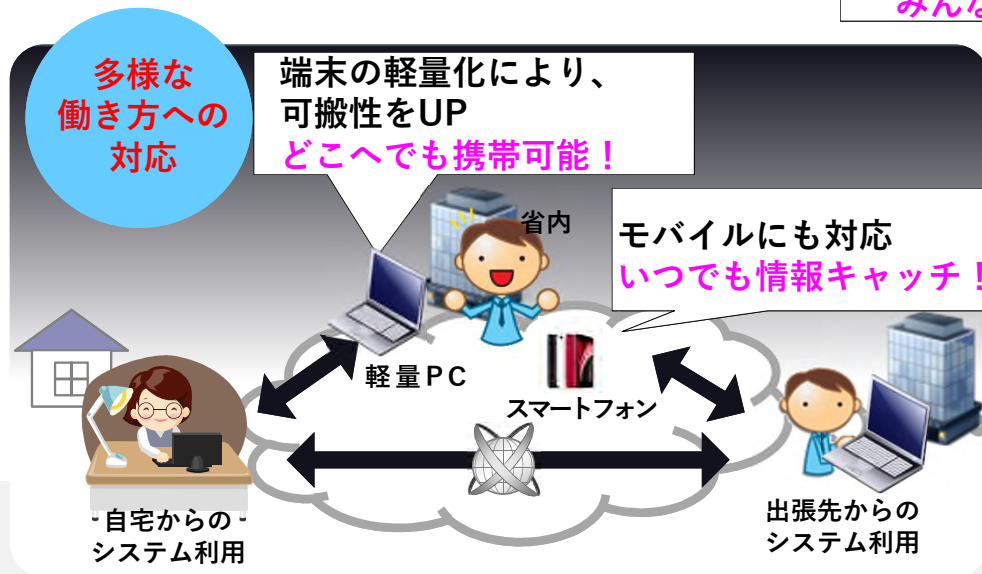 みんな
多様な
働き方への
対応
端末の軽量化により、
可搬性をUP
どこへでも携帯可能！
省内
モバイルにも対応
いつでも情報キャッチ！
軽量PC
スマートフォン
自宅からの
システム利用
出張先からの
システム利用